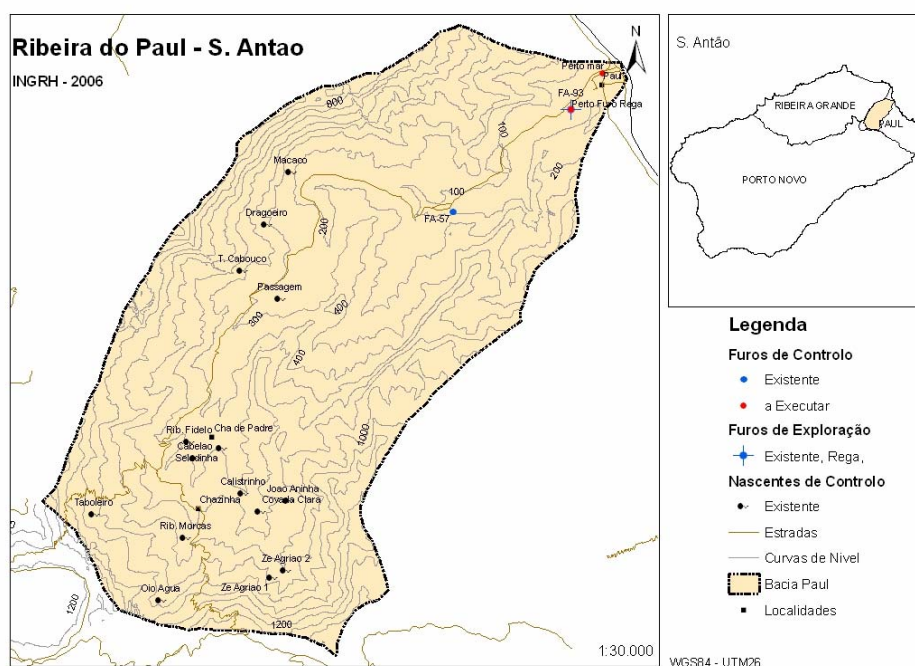 Ribeira do Paul - S. Antao
INGRH - 2006
N
Perto mar
Paul
FA-93
Perto Furo Rega
800
100
200
Macaco
100
FA-57
Dragoeiro
200
T. Cabouco
Passagem
300
400
400
1000
Rib. Fidelo
Cha de Padre
Cabelao
Seladinha
Calistrinho
Joao Aninha
Covada Clara
Chazinha
Taboleiro
Rib. Morcas
Ze Agriao 2
Ze Agriao 1
Oio Agua
1200
1200
1:30.000
S. Antão
RIBEIRA GRANDE
PAUL
PORTO NOVO
Legenda
Furos de Controlo
Existente
a Executar
Furos de Exploração
Existente, Rega,
Nascentes de Controlo
Existente
Estradas
Curvas de Nivel
Bacia Paul
Localidades
WGS84 - UTM26